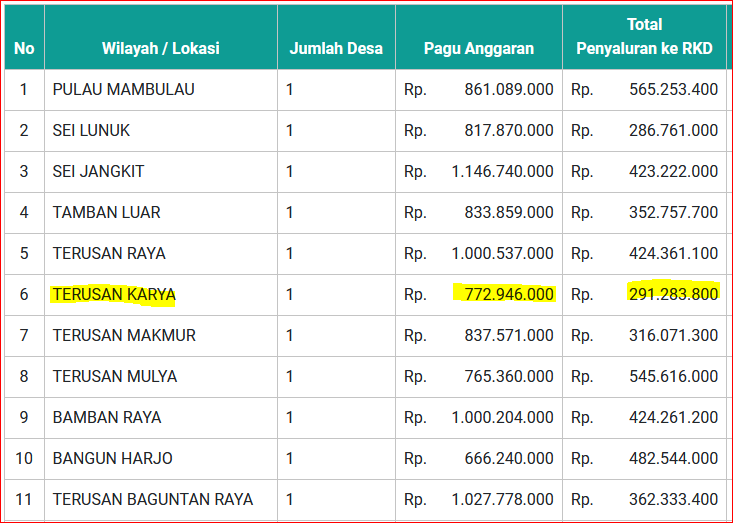 No Wilayah / Lokasi Jumlah Desa Pagu Anggaran Total Penyaluran ke RKD
1 PULAU MAMBULAU 1 Rp. 861.089.000 Rp. 565.253.400
2 SEI LUNUK 1 Rp. 817.870.000 Rp. 286.761.000
3 SEI JANGKIT 1 Rp. 1.146.740.000 Rp. 423.222.000
4 TAMBAN LUAR 1 Rp. 833.859.000 Rp. 352.757.700
5 TERUSAN RAYA 1 Rp. 1.000.537.000 Rp. 424.361.100
6 TERUSAN KARYA 1 Rp. 772.946.000 Rp. 291.283.800
7 TERUSAN MAKMUR 1 Rp. 837.571.000 Rp. 316.071.300
8 TERUSAN MULYA 1 Rp. 765.360.000 Rp. 545.616.000
9 BAMBAN RAYA 1 Rp. 1.000.204.000 Rp. 424.261.200
10 BANGUN HARJO 1 Rp. 666.240.000 Rp. 482.544.000
11 TERUSAN BAGUNTAN RAYA 1 Rp. 1.027.778.000 Rp. 362.333.400